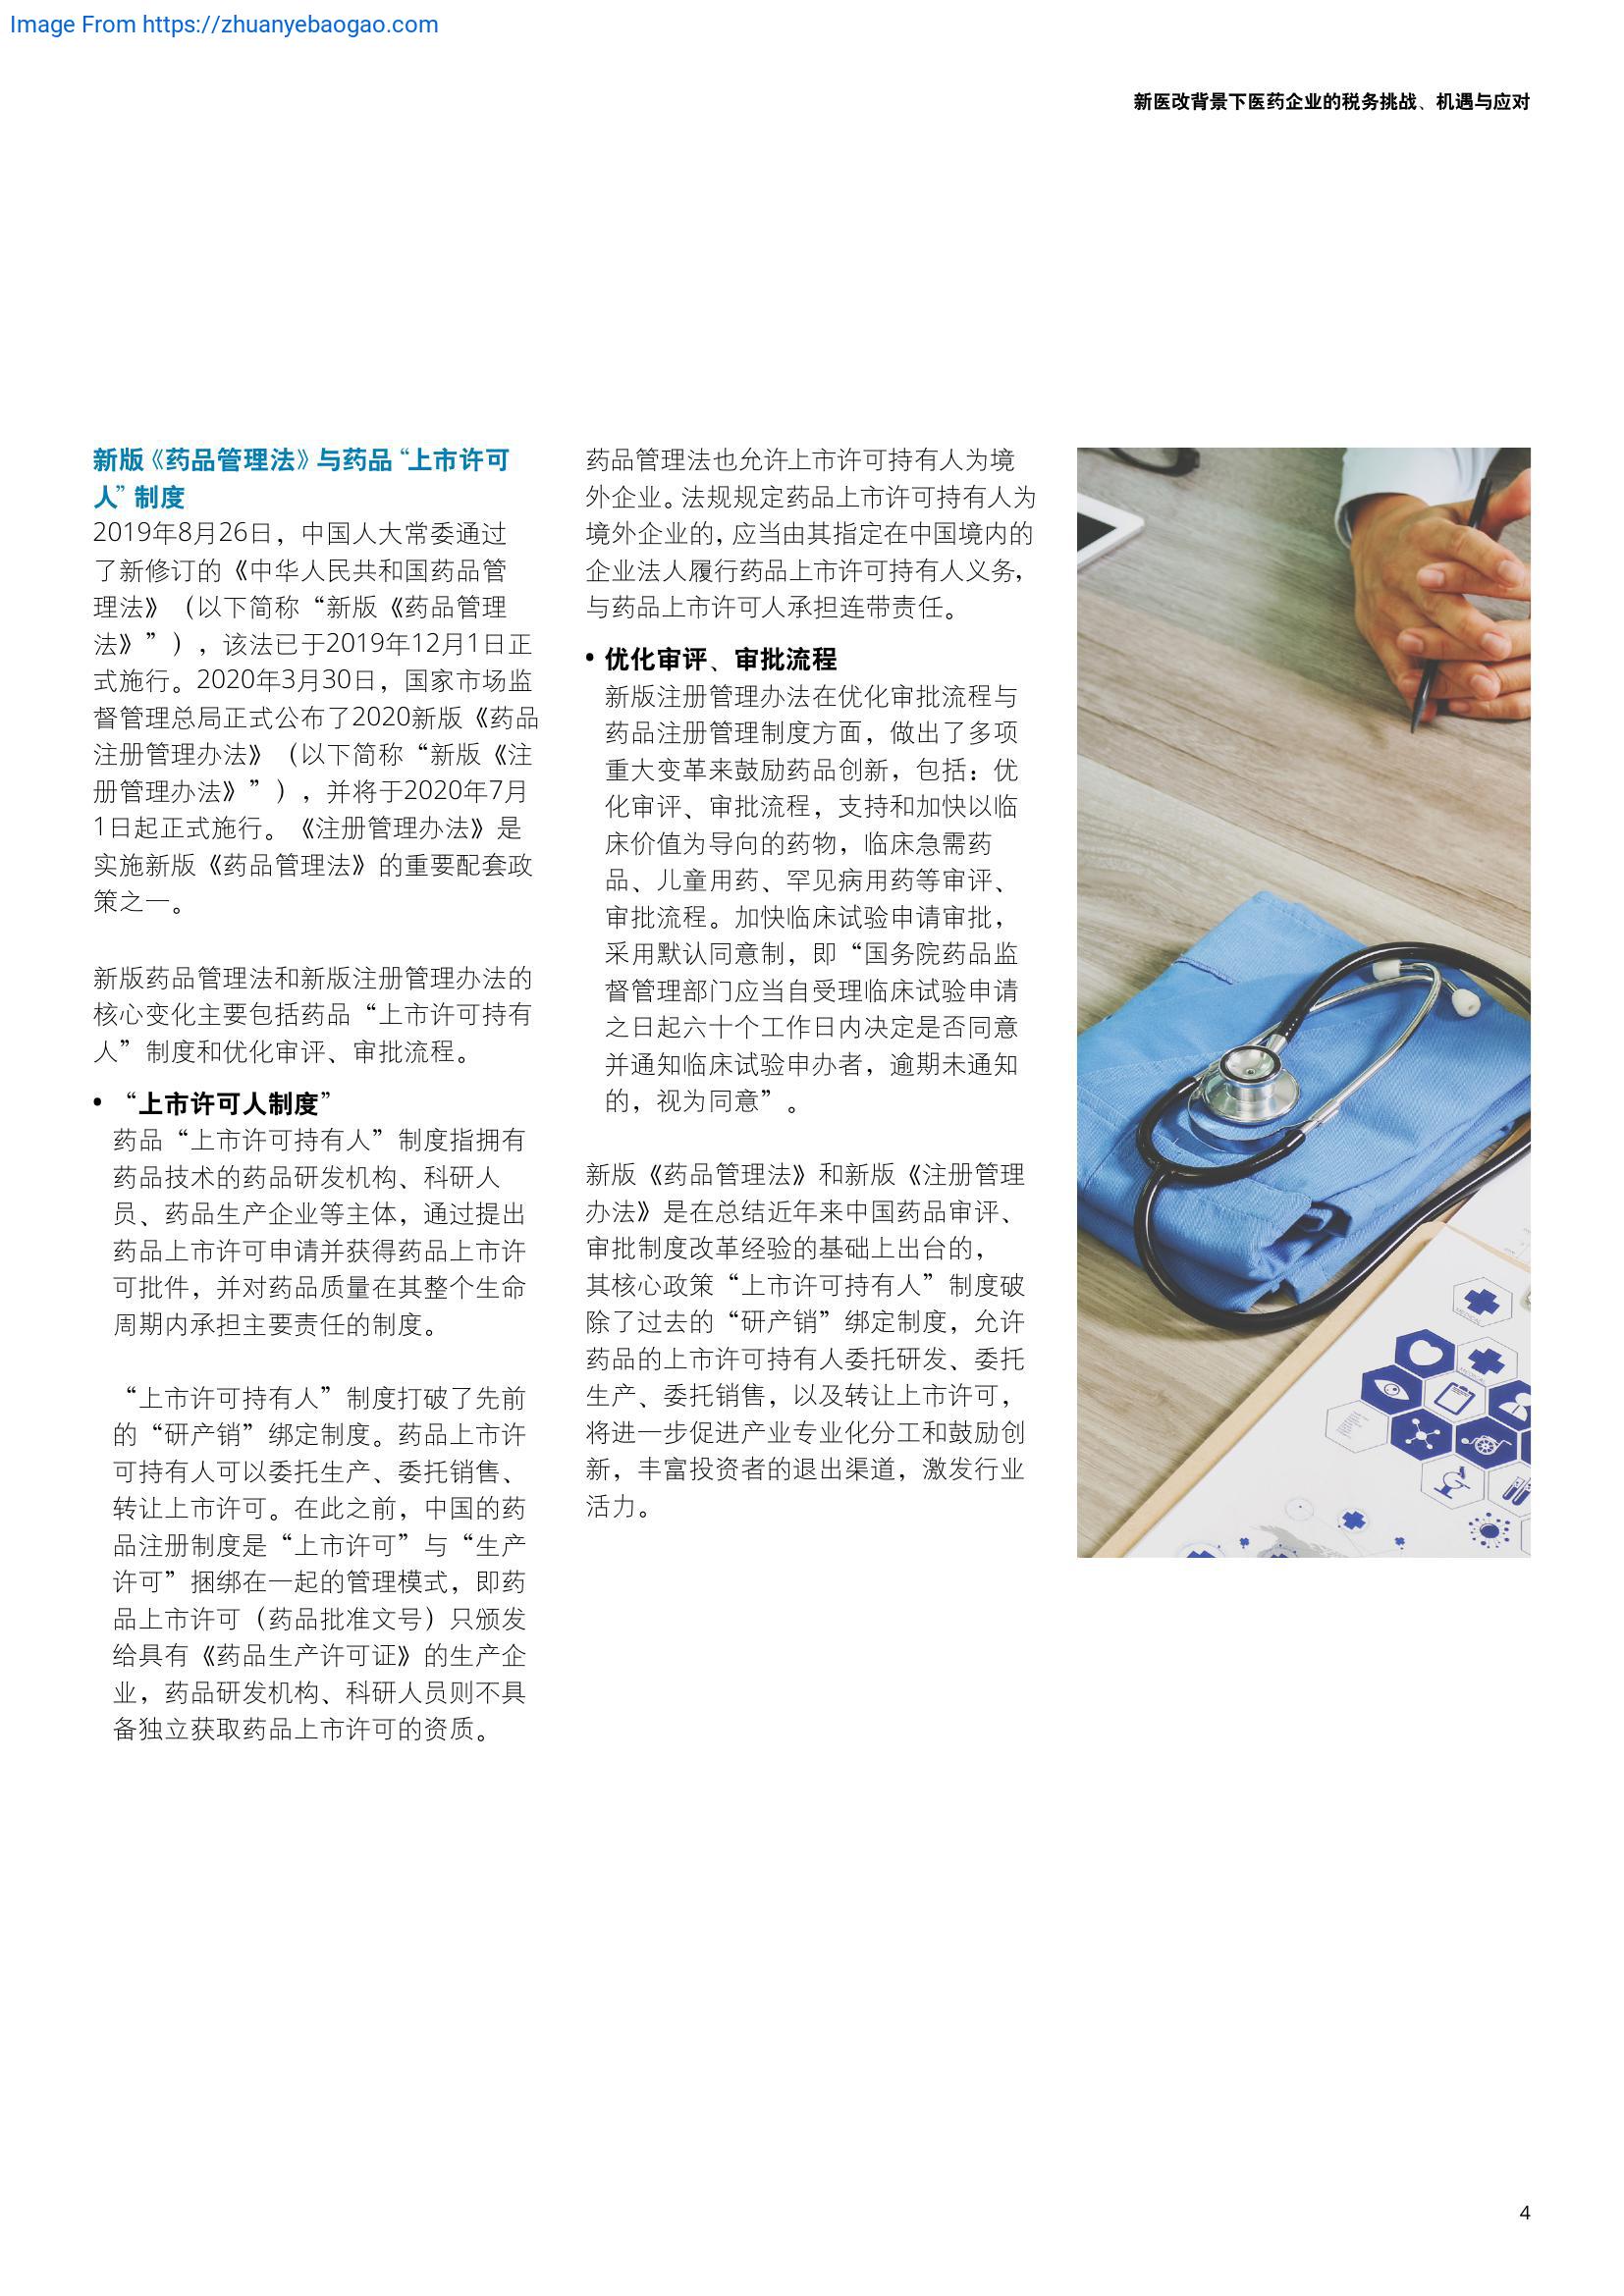 Image From https://zhuanyebaogao.com
新医改背景下医药企业的税务挑战、机遇与应对
新版《药品管理法》与药品“上市许可
人”制度
2019年8月26日，中国人大常委通过
了新修订的《中华人民共和国药品管
理法》（以下简称“新版《药品管理
法》”），该法已于2019年12月1日正
式施行。2020年3月30日，国家市场监
督管理总局正式公布了2020新版《药品
注册管理办法》（以下简称“新版《注
册管理办法》”），并将于2020年7月
1日起正式施行。《注册管理办法》是
实施新版《药品管理法》的重要配套政
策之一。
新版药品管理法和新版注册管理办法的
核心变化主要包括药品“上市许可持有
人”制度和优化审评、审批流程。
• “上市许可人制度”
药品“上市许可持有人”制度指拥有
药品技术的药品研发机构、科研人
员、药品生产企业等主体，通过提出
药品上市许可申请并获得药品上市许
可批件，并对药品质量在其整个生命
周期内承担主要责任的制度。
“上市许可持有人”制度打破了先前
的“研产销”绑定制度。药品上市许
可持有人可以委托生产、委托销售、
转让上市许可。在此之前，中国的药
品注册制度是“上市许可”与“生产
许可”捆绑在一起的管理模式，即药
品上市许可（药品批准文号）只颁发
给具有《药品生产许可证》的生产企
业，药品研发机构、科研人员则不具
备独立获取药品上市许可的资质。
药品管理法也允许上市许可持有人为境
外企业。法规规定药品上市许可持有人为
境外企业的，应当由其指定在中国境内的
企业法人履行药品上市许可持有人义务，
与药品上市许可人承担连带责任。
• 优化审评、审批流程
新版注册管理办法在优化审批流程与
药品注册管理制度方面，做出了多项
重大变革来鼓励药品创新，包括：优
化审评、审批流程，支持和加快以临
床价值为导向的药物，临床急需药
品、儿童用药、罕见病用药等审评、
审批流程。加快临床试验申请审批，
采用默认同意制，即“国务院药品监
督管理部门应当自受理临床试验申请
之日起六十个工作日内决定是否同意
并通知临床试验申办者，逾期未通知
的，视为同意”。
新版《药品管理法》和新版《注册管理
办法》是在总结近年来中国药品审评、
审批制度改革经验的基础上出台的，
其核心政策“上市许可持有人”制度破
除了过去的“研产销”绑定制度，允许
药品的上市许可持有人委托研发、委托
生产、委托销售，以及转让上市许可，
将进一步促进产业专业化分工和鼓励创
新，丰富投资者的退出渠道，激发行业
活力。
4